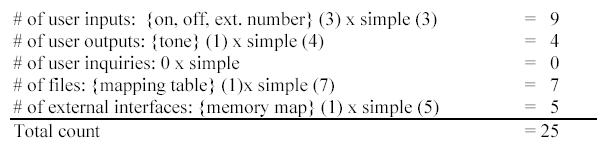 # of user inputs: {on, off, ext. number} (3) x simple (3) = 9
# of user outputs: {tone} (1) x simple (4) = 4
# of user inquiries: 0 x simple = 0
# of files: {mapping table} (1)x simple (7) = 7
# of external interfaces: {memory map} (1) x simple (5) = 5
Total count = 25